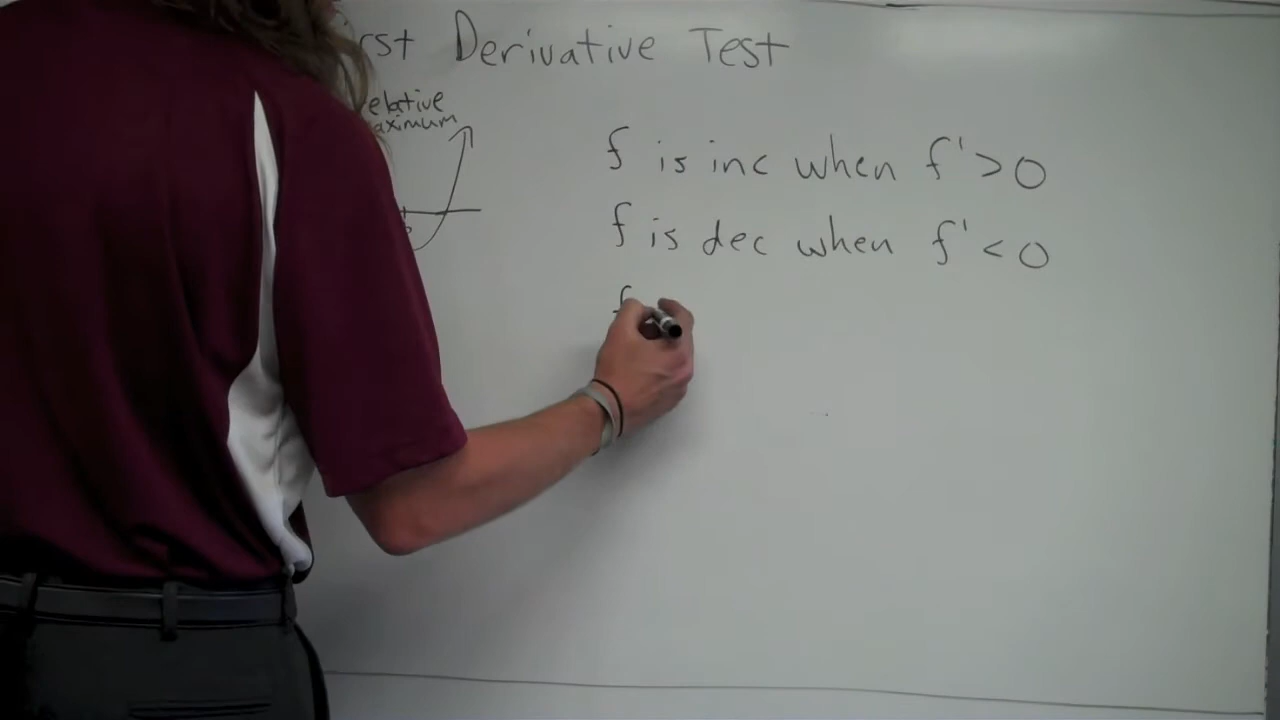 rst Derivative Test
elative
aximum
f is inc when f' > 0
f is dec when f' < 0
f